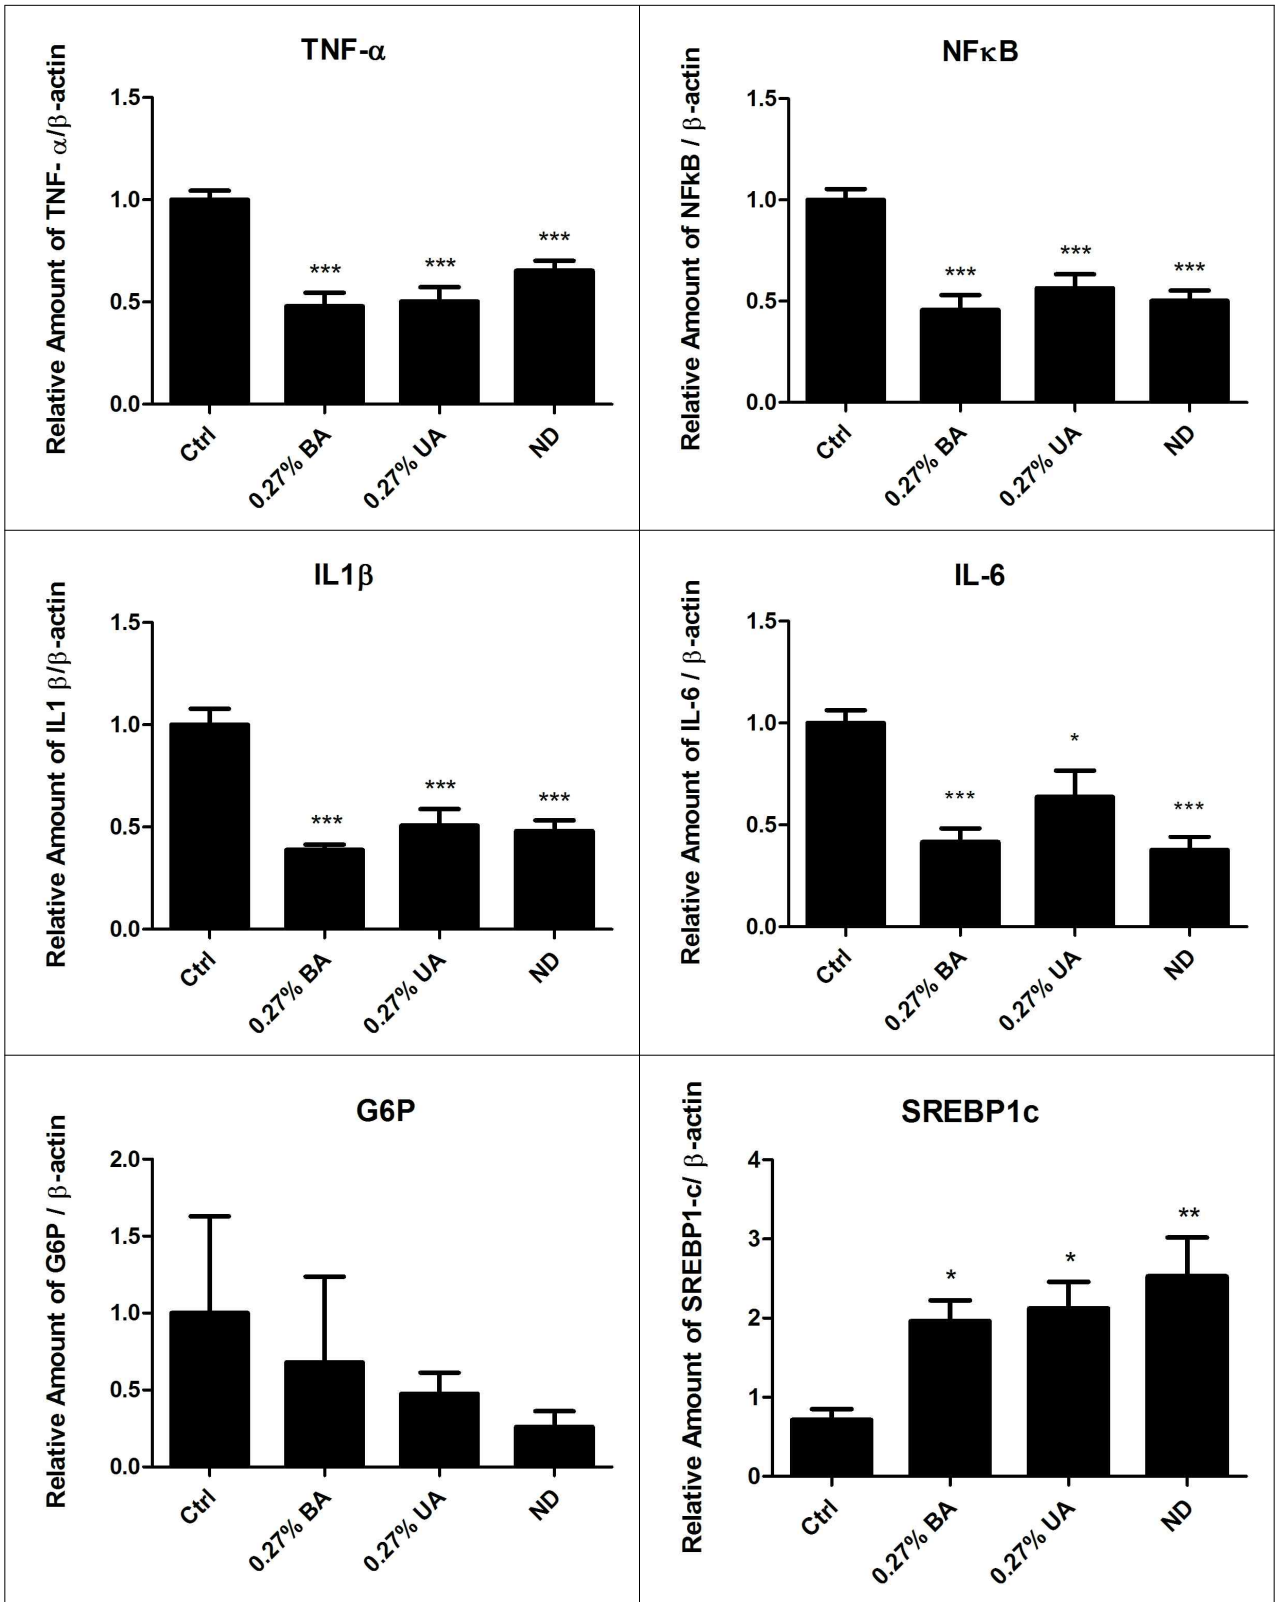 TNF-α
Relative Amount of TNF- α/β-actin
1.5
1.0
0.5
0.0
***
***
***
Ctrl
0.27% BA
0.27% UA
ND
NFκB
Relative Amount of NFkB / β-actin
1.5
1.0
0.5
0.0
***
***
***
Ctrl
0.27% BA
0.27% UA
ND
IL1β
Relative Amount of IL1 β/β-actin
1.5
1.0
0.5
0.0
***
***
***
Ctrl
0.27% BA
0.27% UA
ND
IL-6
Relative Amount of IL-6 / β-actin
1.5
1.0
0.5
0.0
***
*
***
Ctrl
0.27% BA
0.27% UA
ND
G6P
Relative Amount of G6P / β-actin
2.0
1.5
1.0
0.5
0.0
Ctrl
0.27% BA
0.27% UA
ND
SREBP1c
Relative Amount of SREBP1-c/ β-actin
4
3
2
1
0
*
*
**
Ctrl
0.27% BA
0.27% UA
ND